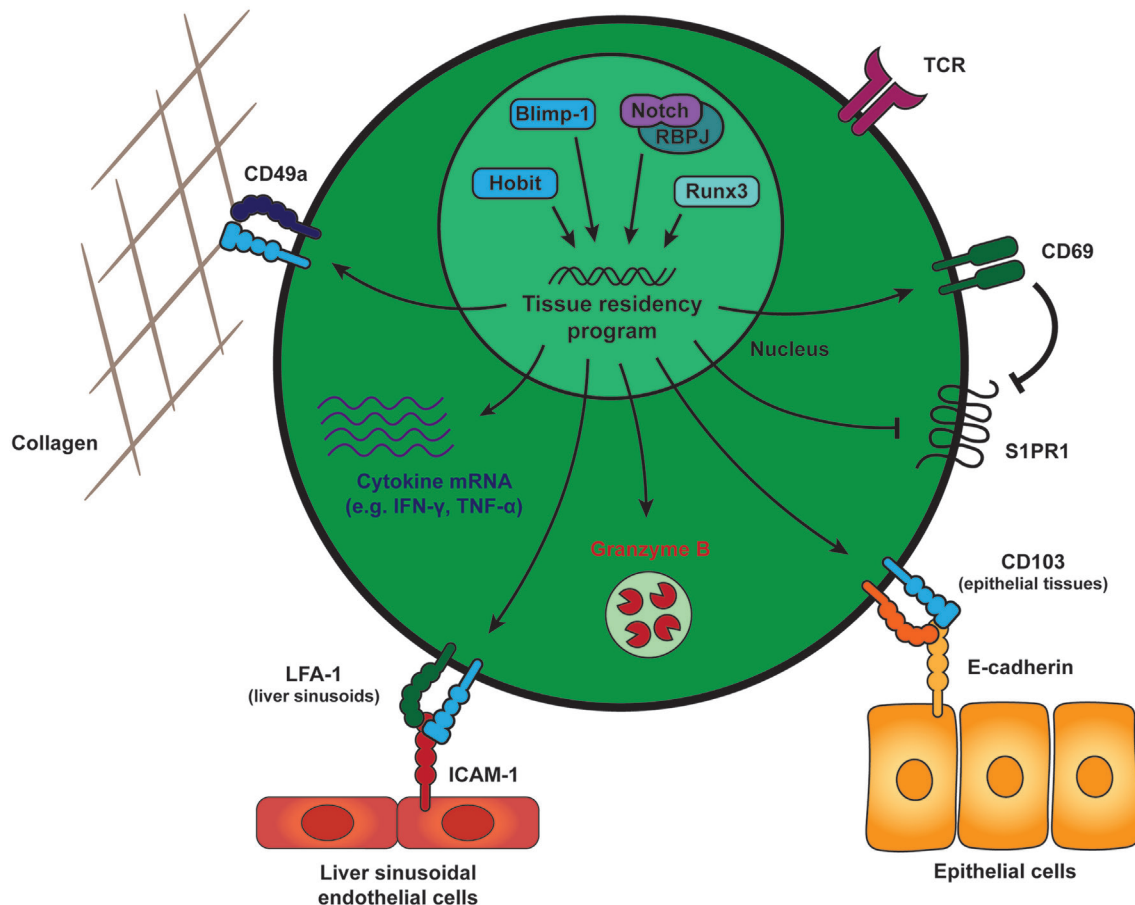 TCR
Blimp-1
Notch
RBPJ
CD49a
Hobit
Runx3
CD69
Tissue residency
program
Nucleus
Collagen
S1PR1
Cytokine mRNA
(e.g. IFN-γ, TNF-α)
Granzyme B
CD103
(epithelial tissues)
LFA-1
(liver sinusoids)
E-cadherin
ICAM-1
Liver sinusoidal
endothelial cells
Epithelial cells